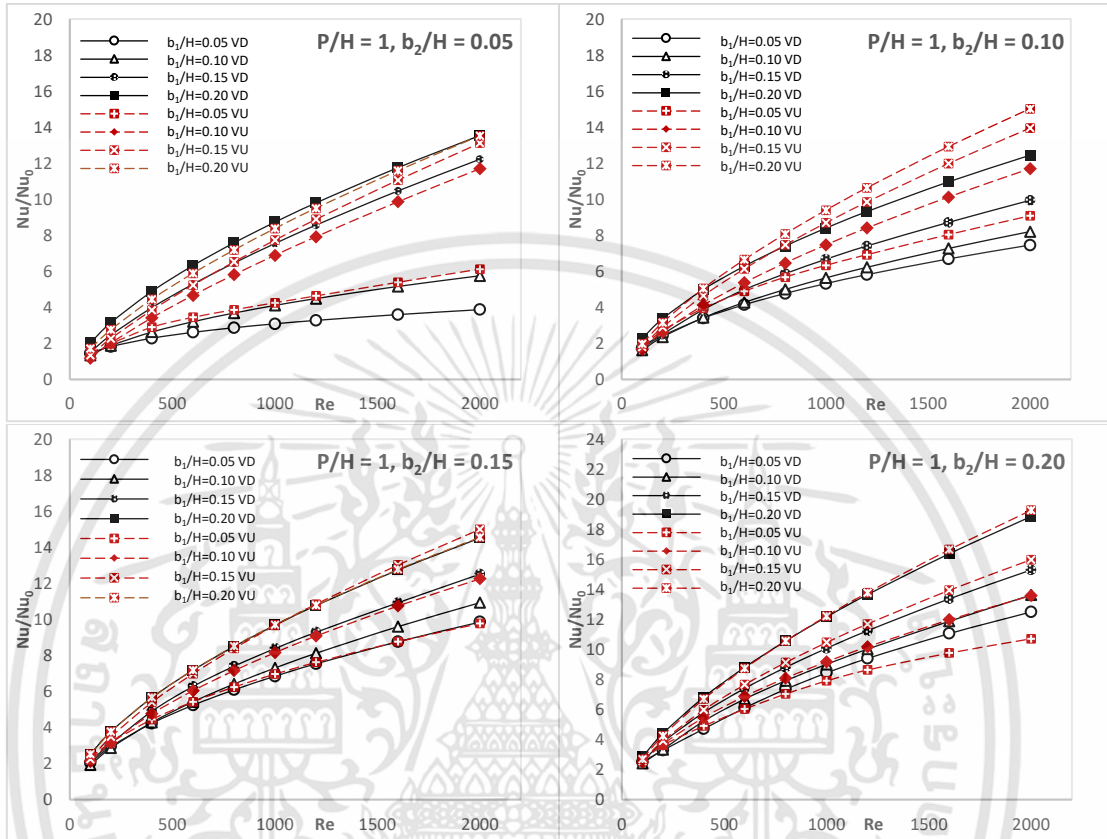 P/H = 1, b₂/H = 0.05
b₁/H=0.05 VD
b₁/H=0.10 VD
b₁/H=0.15 VD
b₁/H=0.20 VD
b₁/H=0.05 VU
b₁/H=0.10 VU
b₁/H=0.15 VU
b₁/H=0.20 VU
20
18
16
14
12
10
8
6
4
2
0
Nu/Nu₀
0 500 1000 1500 2000
Re
P/H = 1, b₂/H = 0.10
b₁/H=0.05 VD
b₁/H=0.10 VD
b₁/H=0.15 VD
b₁/H=0.20 VD
b₁/H=0.05 VU
b₁/H=0.10 VU
b₁/H=0.15 VU
b₁/H=0.20 VU
20
18
16
14
12
10
8
6
4
2
0
Nu/Nu₀
0 500 1000 1500 2000
Re
P/H = 1, b₂/H = 0.15
b₁/H=0.05 VD
b₁/H=0.10 VD
b₁/H=0.15 VD
b₁/H=0.20 VD
b₁/H=0.05 VU
b₁/H=0.10 VU
b₁/H=0.15 VU
b₁/H=0.20 VU
20
18
16
14
12
10
8
6
4
2
0
Nu/Nu₀
0 500 1000 1500 2000
Re
P/H = 1, b₂/H = 0.20
b₁/H=0.05 VD
b₁/H=0.10 VD
b₁/H=0.15 VD
b₁/H=0.20 VD
b₁/H=0.05 VU
b₁/H=0.10 VU
b₁/H=0.15 VU
b₁/H=0.20 VU
24
22
20
18
16
14
12
10
8
6
4
2
0
Nu/Nu₀
0 500 1000 1500 2000
Re